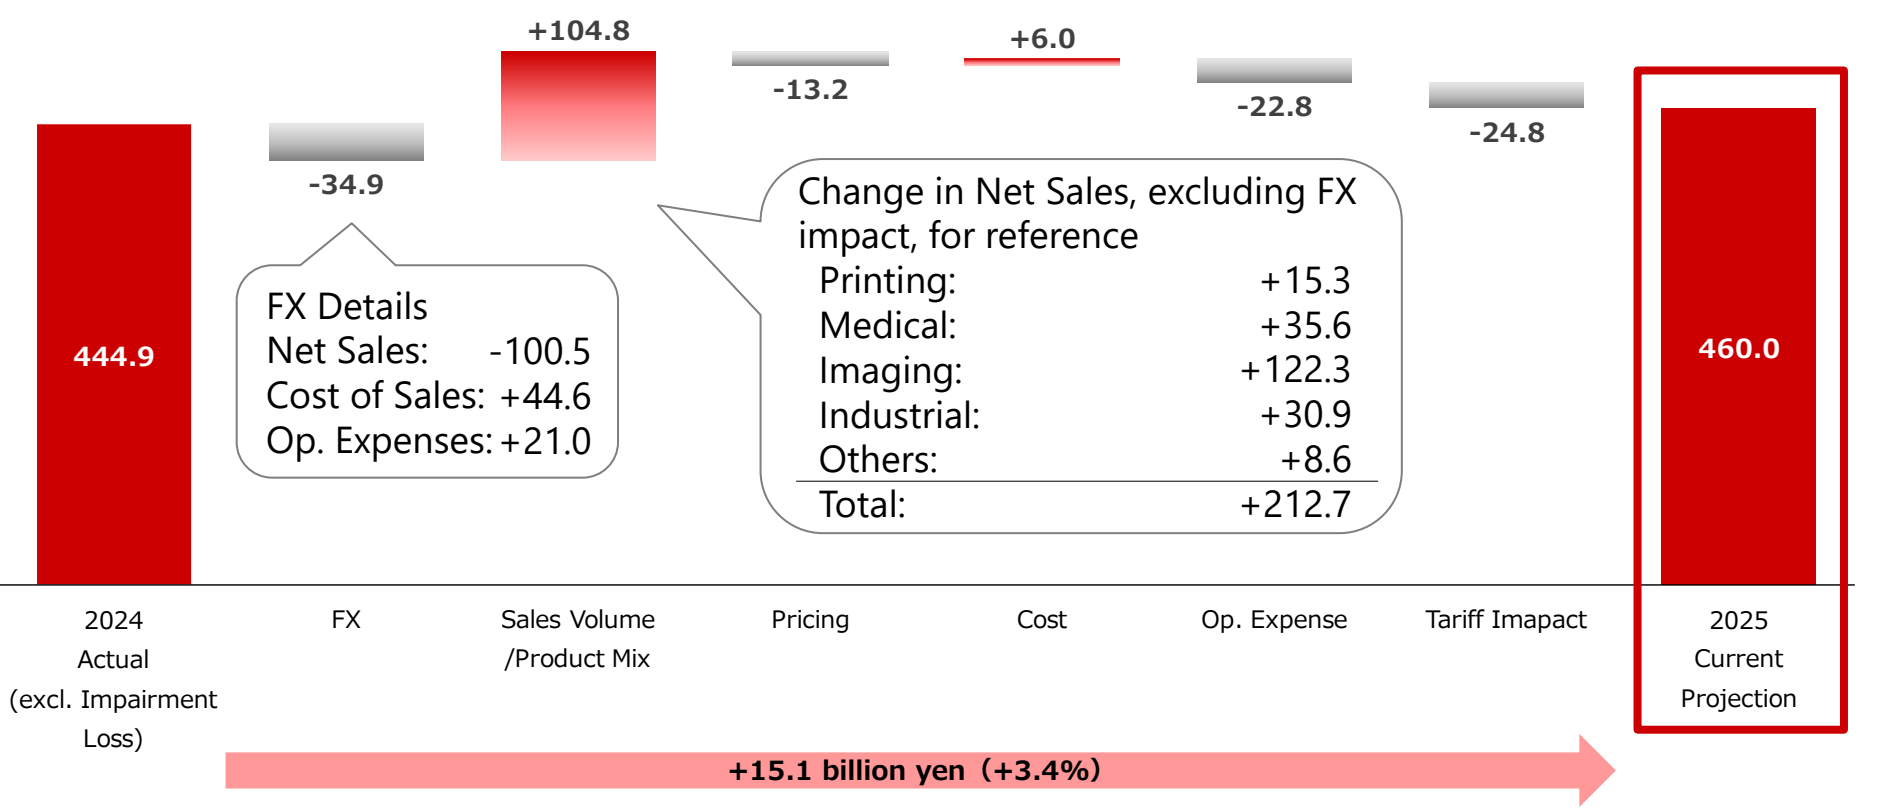 +104.8
+6.0
-13.2
-22.8
-24.8
-34.9
444.9
460.0
FX Details
Net Sales: -100.5
Cost of Sales: +44.6
Op. Expenses: +21.0
Change in Net Sales, excluding FX
impact, for reference
Printing: +15.3
Medical: +35.6
Imaging: +122.3
Industrial: +30.9
Others: +8.6
Total: +212.7
2024
Actual
(excl. Impairment
Loss)
FX
Sales Volume
/Product Mix
Pricing
Cost
Op. Expense
Tariff Imapact
2025
Current
Projection
+15.1 billion yen（+3.4%）